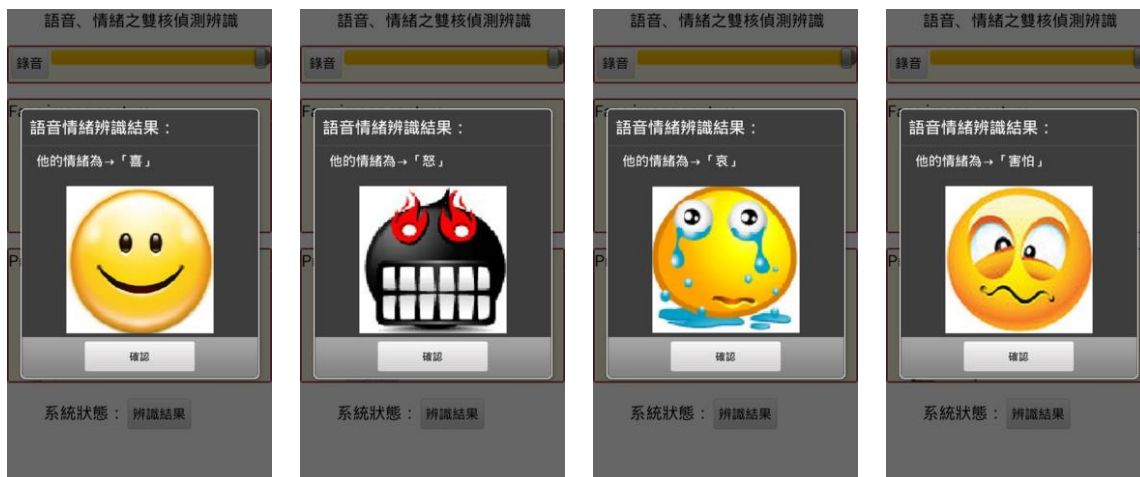 語音、情緒之雙核偵測辨識
錄音
語音情緒辨識結果：
他的情緒為→「喜」
確認
系統狀態： 辨識結果
語音、情緒之雙核偵測辨識
錄音
語音情緒辨識結果：
他的情緒為→「怒」
確認
系統狀態： 辨識結果
語音、情緒之雙核偵測辨識
錄音
語音情緒辨識結果：
他的情緒為→「哀」
確認
系統狀態： 辨識結果
語音、情緒之雙核偵測辨識
錄音
語音情緒辨識結果：
他的情緒為→「害怕」
確認
系統狀態： 辨識結果